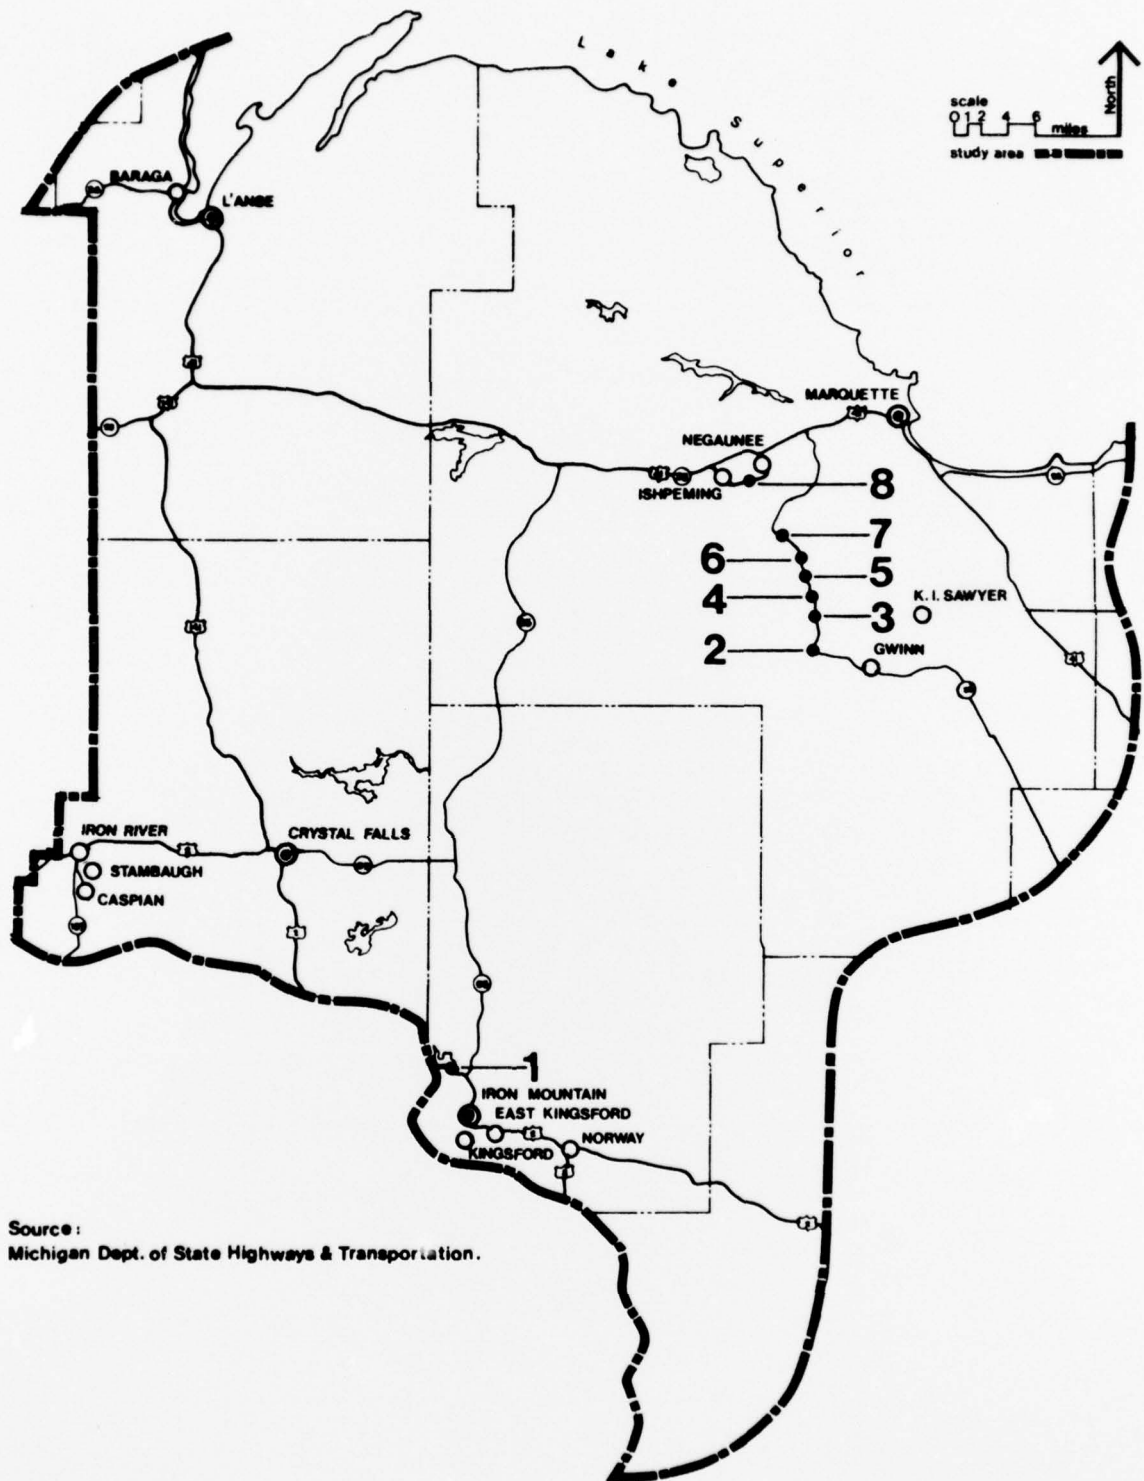 Lake Superior
North
scale
0 1 2 4 6
miles
study area
BARAGA
L'ANSE
MARQUETTE
NEGAUNEE
ISHPEMING
8
7
6
5
4
3
2
K. I. SAWYER
GWINN
IRON RIVER
CRYSTAL FALLS
STAMBAUGH
CASPIAN
1
IRON MOUNTAIN
EAST KINGSFORD
NORWAY
KINGSFORD
Source:
Michigan Dept. of State Highways & Transportation.